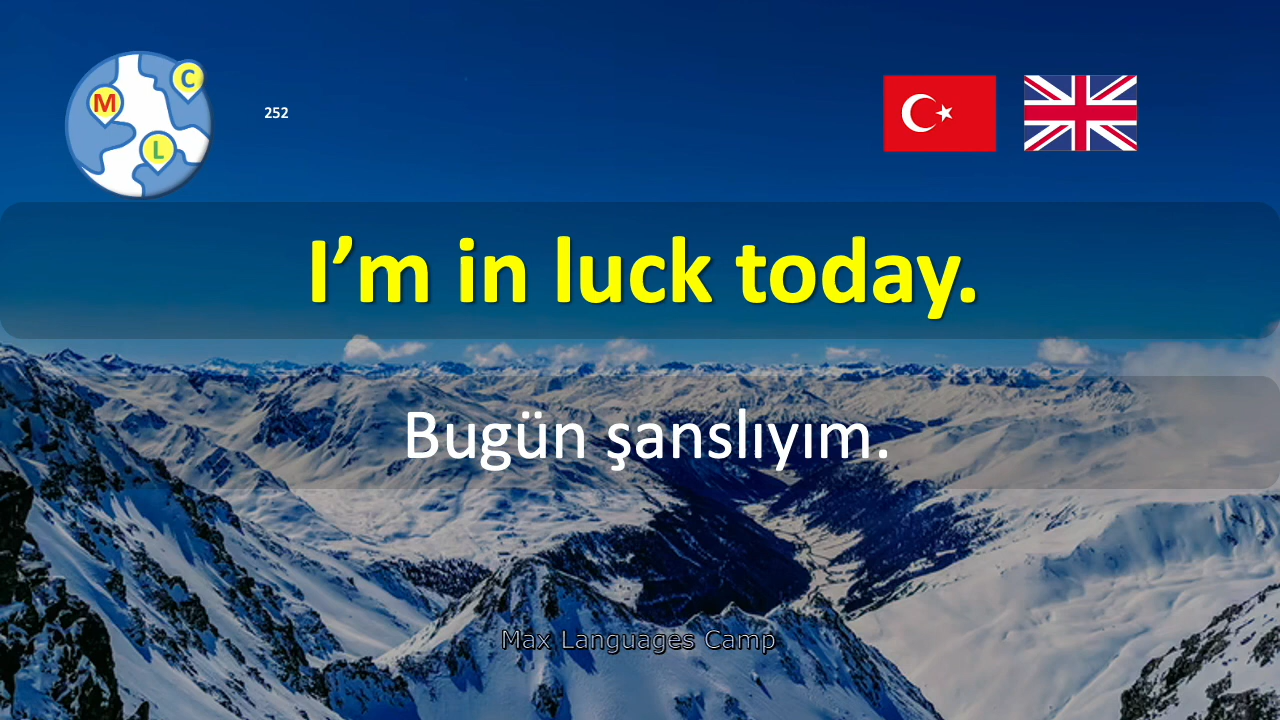 M
C
L
252
I’m in luck today.
Bugün şanslıyım.
Max Languages Camp